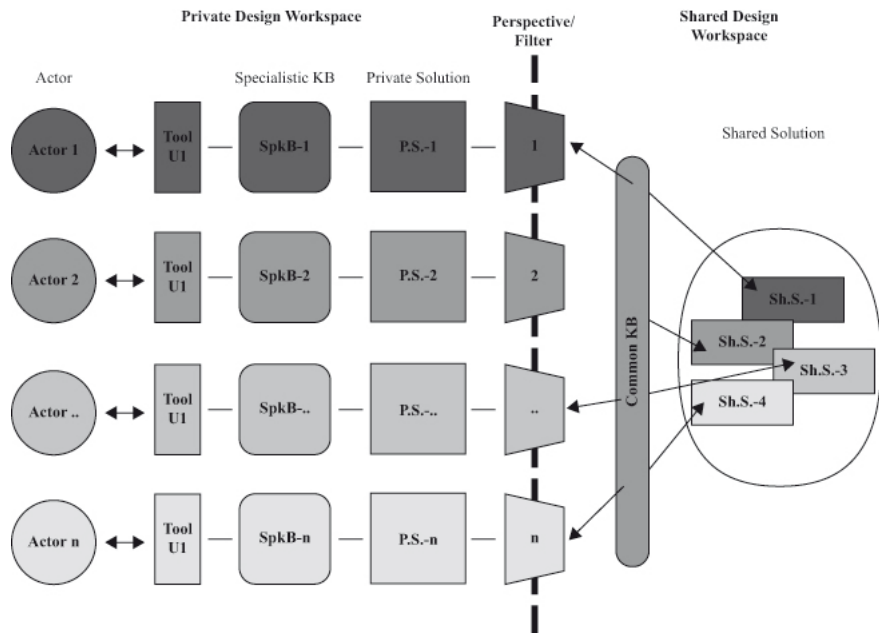 Private Design Workspace
Perspective/
Filter
Shared Design
Workspace
Actor
Specialistic KB
Private Solution
Shared Solution
Actor 1
Tool
U1
SpkB-1
P.S.-1
1
Actor 2
Tool
U1
SpkB-2
P.S.-2
2
Actor ..
Tool
U1
SpkB-..
P.S.-..
..
Actor n
Tool
U1
SpkB-n
P.S.-n
n
Common KB
Sh.S.-1
Sh.S.-2
Sh.S.-3
Sh.S.-4